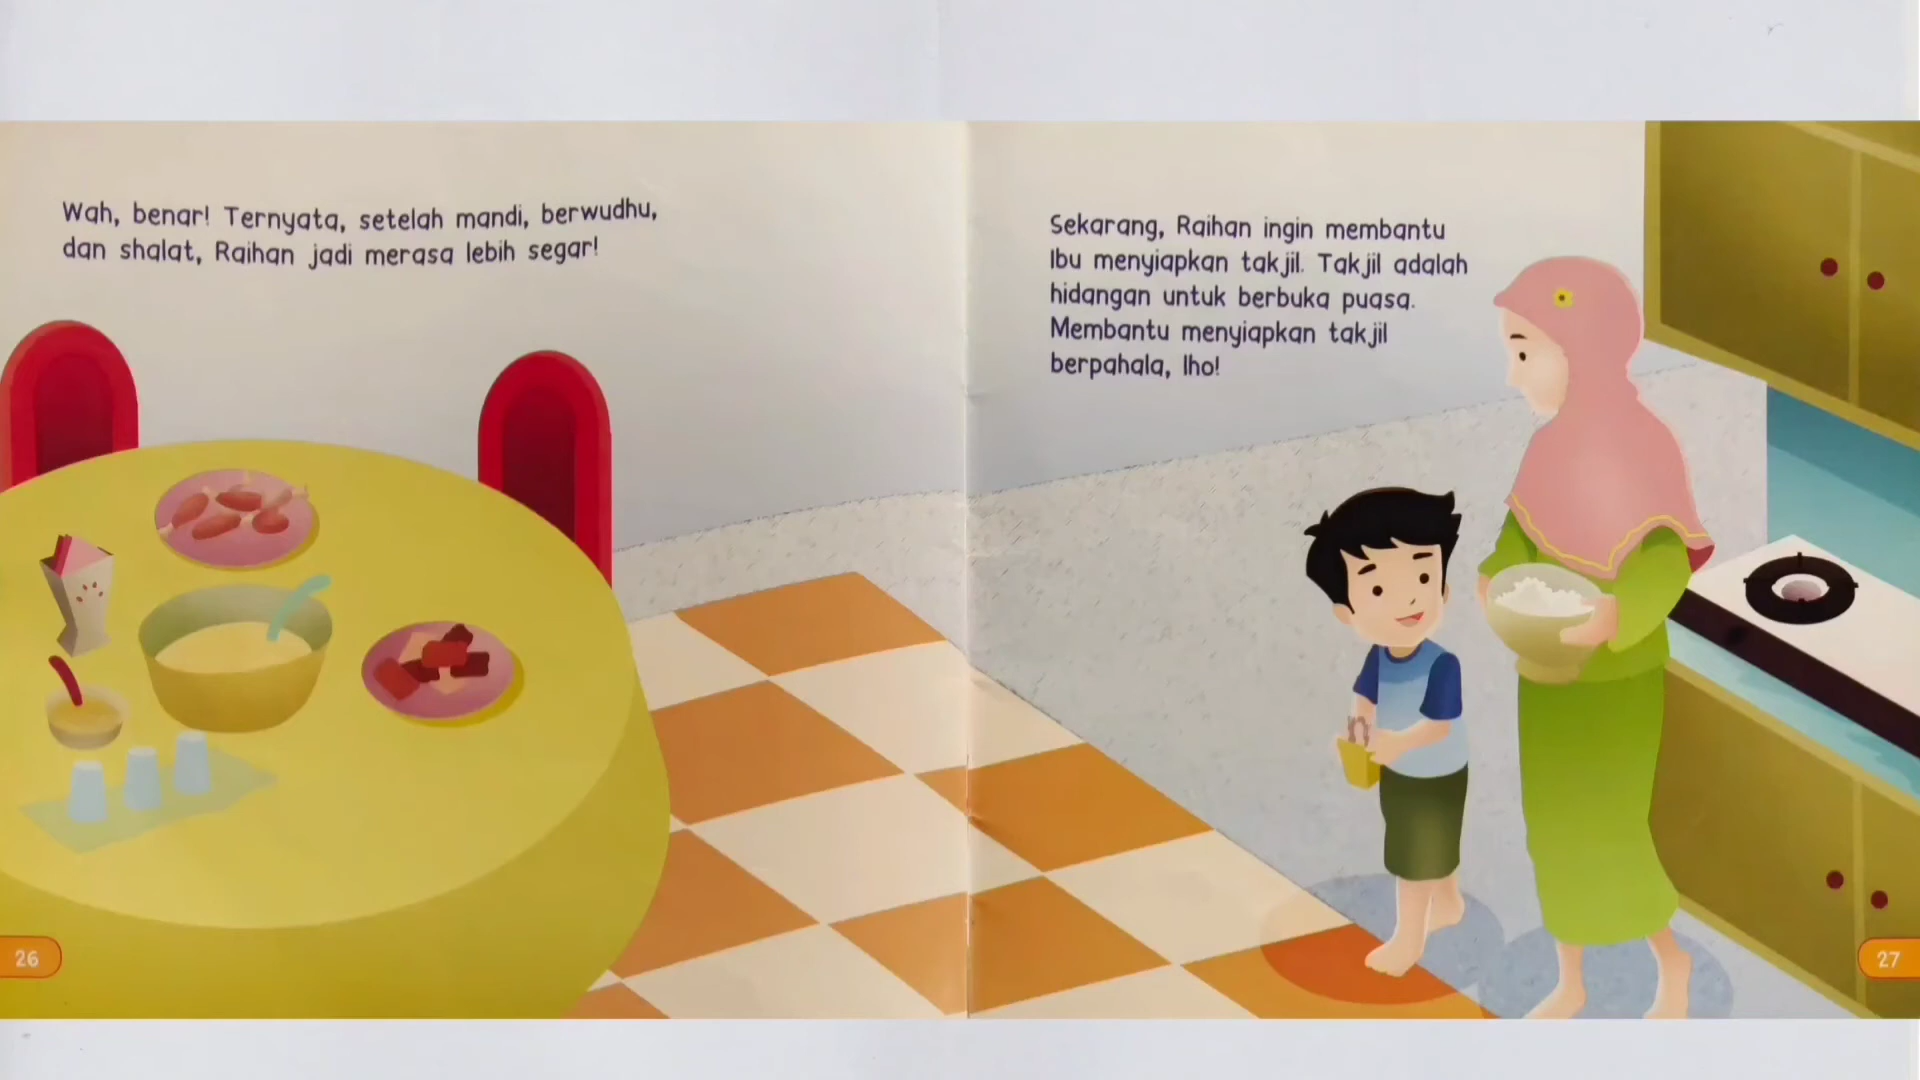 Wah, benar! Ternyata, setelah mandi, berwudhu,
dan shalat, Raihan jadi merasa lebih segar!
Sekarang, Raihan ingin membantu
Ibu menyiapkan takjil. Takjil adalah
hidangan untuk berbuka puasa.
Membantu menyiapkan takjil
berpahala, lho!
26
27